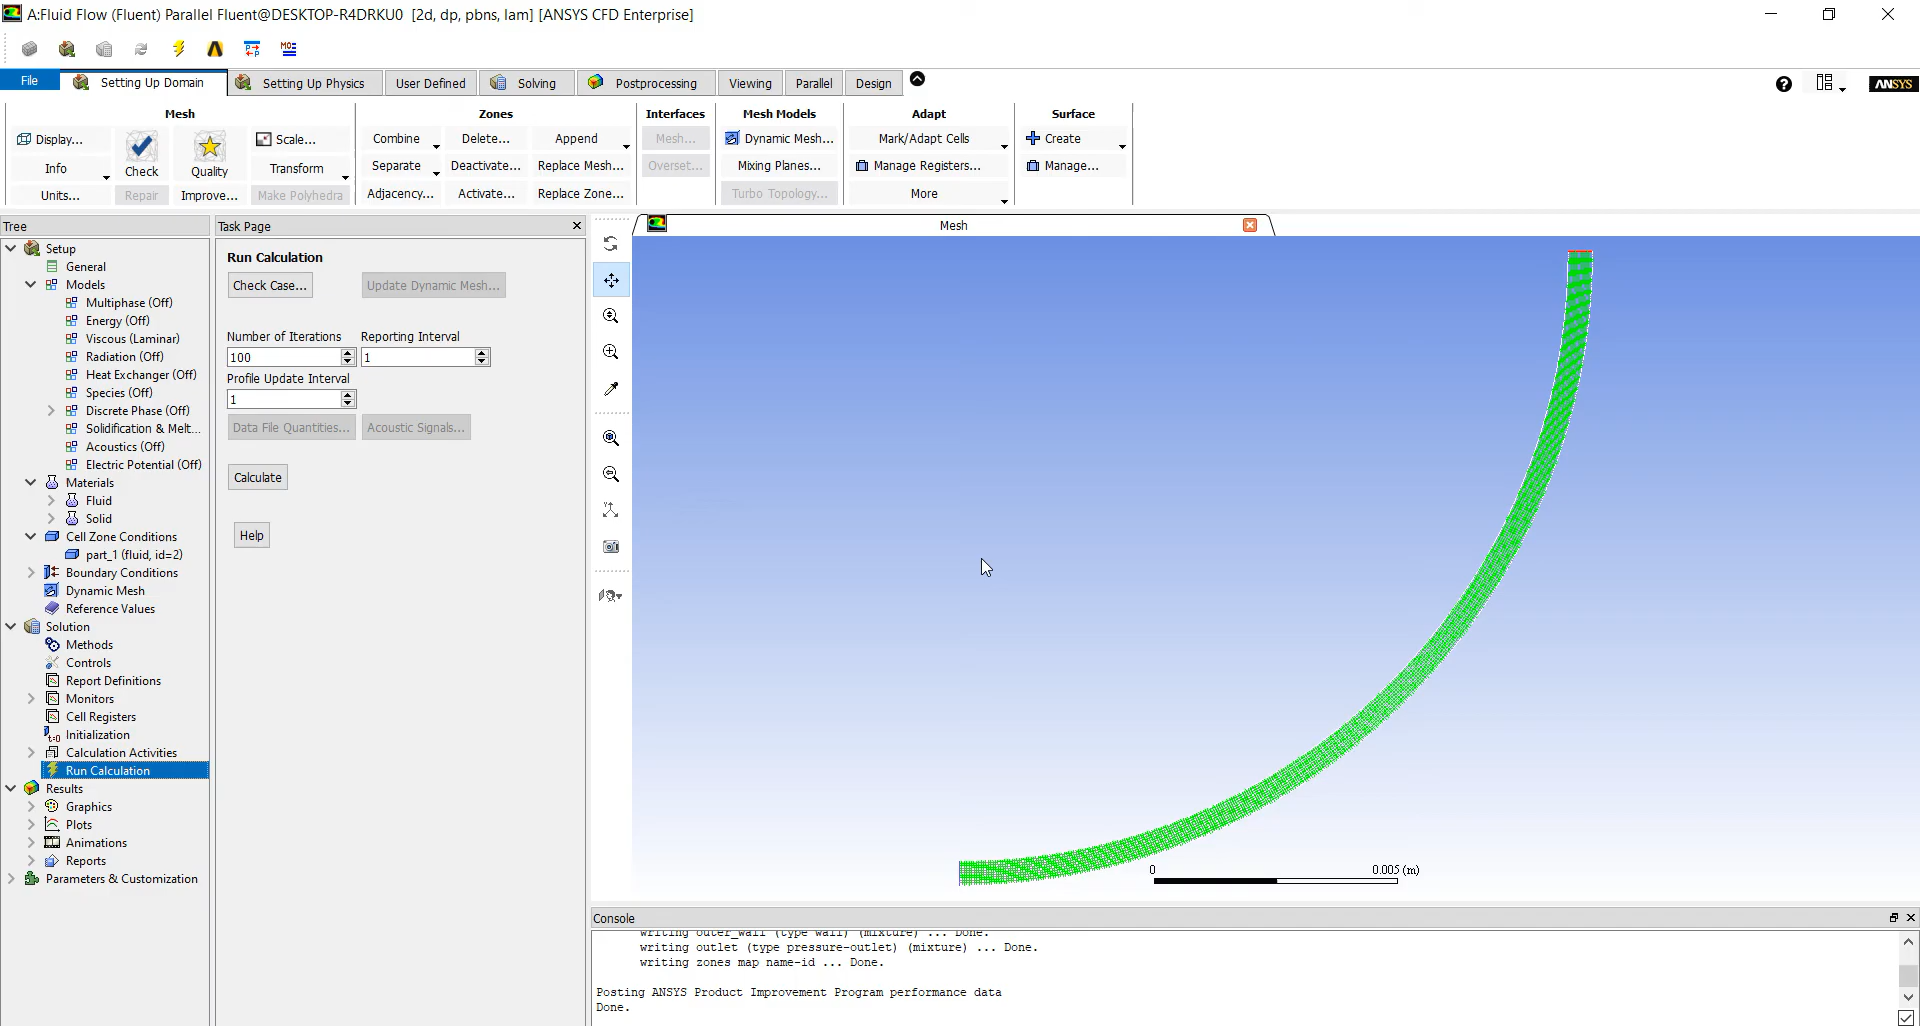 A:Fluid Flow (Fluent) Parallel Fluent@DESKTOP-R4DRKU0 [2d, dp, pbns, lam] [ANSYS CFD Enterprise]
File
Setting Up Domain
Setting Up Physics
User Defined
Solving
Postprocessing
Viewing
Parallel
Design
ANSYS
Mesh
Display...
Info
Units...
Check
Repair
Quality
Improve...
Scale...
Transform
Make Polyhedra
Zones
Combine
Separate
Adjacency...
Delete...
Deactivate...
Activate...
Append
Replace Mesh...
Replace Zone...
Interfaces
Mesh...
Overset...
Mesh Models
Dynamic Mesh...
Mixing Planes...
Turbo Topology...
Adapt
Mark/Adapt Cells
Manage Registers...
More
Surface
Create
Manage...
Tree
Setup
General
Models
Multiphase (Off)
Energy (Off)
Viscous (Laminar)
Radiation (Off)
Heat Exchanger (Off)
Species (Off)
Discrete Phase (Off)
Solidification & Melt...
Acoustics (Off)
Electric Potential (Off)
Materials
Fluid
Solid
Cell Zone Conditions
part_1 (fluid, id=2)
Boundary Conditions
Dynamic Mesh
Reference Values
Solution
Methods
Controls
Report Definitions
Monitors
Cell Registers
Initialization
Calculation Activities
Run Calculation
Results
Graphics
Plots
Animations
Reports
Parameters & Customization
Task Page
Run Calculation
Check Case...
Update Dynamic Mesh...
Number of Iterations
Reporting Interval
100
1
Profile Update Interval
1
Data File Quantities...
Acoustic Signals...
Calculate
Help
Mesh
0
0.005 (m)
Console
writing outer_wall (type wall) (mixture) ... Done.
writing outlet (type pressure-outlet) (mixture) ... Done.
writing zones map name-id ... Done.
Posting ANSYS Product Improvement Program performance data
Done.